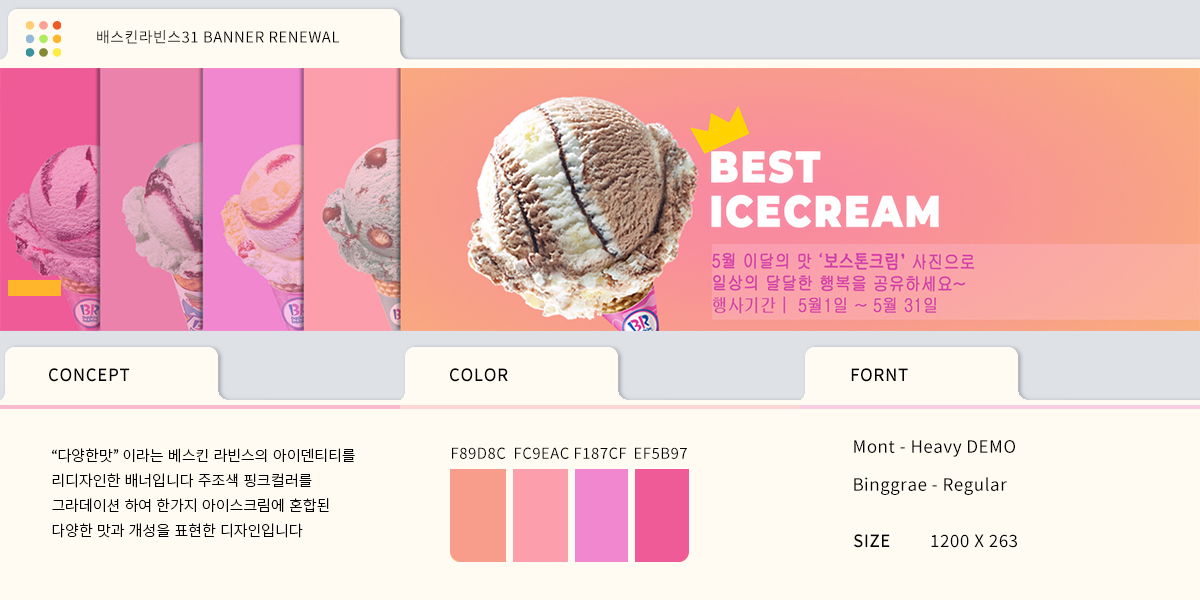 배스킨라빈스31 BANNER RENEWAL
BEST
ICECREAM
5월 이달의 맛 ‘보스톤크림’ 사진으로
일상의 달달한 행복을 공유하세요~
행사기간 | 5월1일 ~ 5월 31일
BR
CONCEPT
COLOR
FORNT
“다양한맛” 이라는 베스킨 라빈스의 아이덴티티를
리디자인한 배너입니다 주조색 핑크컬러를
그라데이션 하여 한가지 아이스크림에 혼합된
다양한 맛과 개성을 표현한 디자인입니다
F89D8C FC9EAC F187CF EF5B97
Mont - Heavy DEMO
Binggrae - Regular
SIZE 1200 X 263